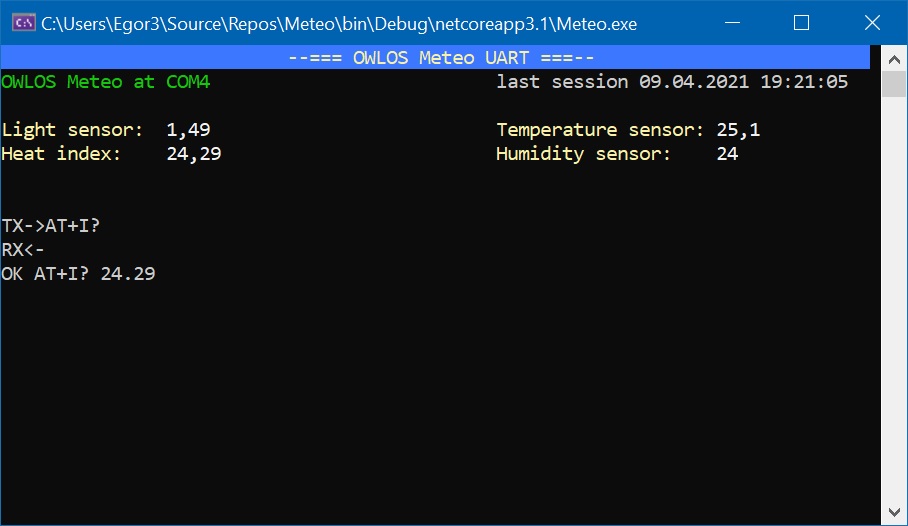 C:\Users\Egor3\Source\Repos\Meteo\bin\Debug\netcoreapp3.1\Meteo.exe
--=== OWLOS Meteo UART ===--
OWLOS Meteo at COM4 last session 09.04.2021 19:21:05
Light sensor: 1,49 Temperature sensor: 25,1
Heat index: 24,29 Humidity sensor: 24
TX->AT+I?
RX<-
OK AT+I? 24.29